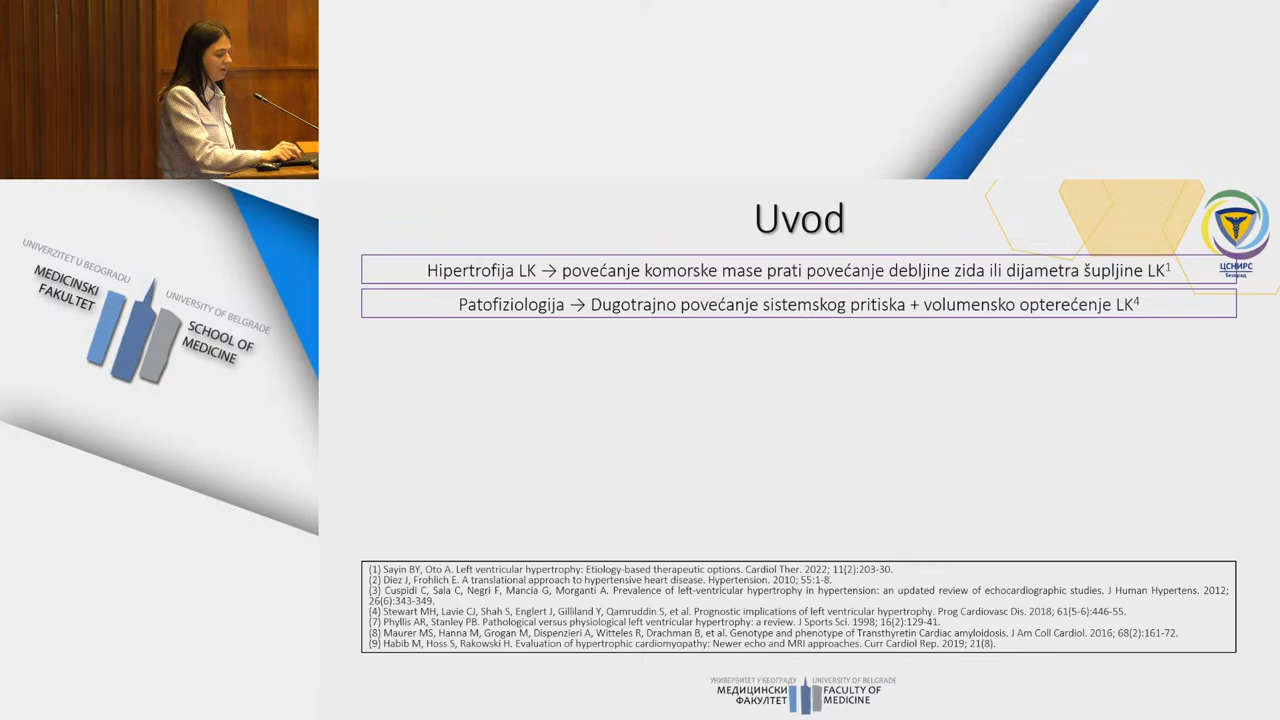 UNIVERZITET U BEOGRADU
MEDICINSKI
FAKULTET
UNIVERSITY OF BELGRADE
SCHOOL OF
MEDICINE
Uvod
ЦСНИРС
Београд
Hipertrofija LK → povećanje komorske mase prati povećanje debljine zida ili dijametra šupljine LK1
Patofiziologija → Dugotrajno povećanje sistemskog pritiska + volumensko opterećenje LK4
(1) Sayin BY, Oto A. Left ventricular hypertrophy: Etiology-based therapeutic options. Cardiol Ther. 2022; 11(2):203-30.
(2) Diez J, Frohlich E. A translational approach to hypertensive heart disease. Hypertension. 2010; 55:1-8.
(3) Cuspidi C, Sala C, Negri F, Mancia G, Morganti A. Prevalence of left-ventricular hypertrophy in hypertension: an updated review of echocardiographic studies. J Human Hypertens. 2012;
26(6):343-349.
(4) Stewart MH, Lavie CJ, Shah S, Englert J, Gilliland Y, Qamruddin S, et al. Prognostic implications of left ventricular hypertrophy. Prog Cardiovasc Dis. 2018; 61(5-6):446-55.
(7) Phyllis AR, Stanley PB. Pathological versus physiological left ventricular hypertrophy: a review. J Sports Sci. 1998; 16(2):129-41.
(8) Maurer MS, Hanna M, Grogan M, Dispenzieri A, Witteles R, Drachman B, et al. Genotype and phenotype of Transthyretin Cardiac amyloidosis. J Am Coll Cardiol. 2016; 68(2):161-72.
(9) Habib M, Hoss S, Rakowski H. Evaluation of hypertrophic cardiomyopathy: Newer echo and MRI approaches. Curr Cardiol Rep. 2019; 21(8).
УНИВЕРЗИТЕТ У БЕОГРАДУ
МЕДИЦИНСКИ
ФАКУЛТЕТ
UNIVERSITY OF BELGRADE
FACULTY OF
MEDICINE